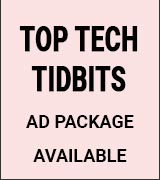 TOP TECH
TIDBITS
AD PACKAGE
AVAILABLE